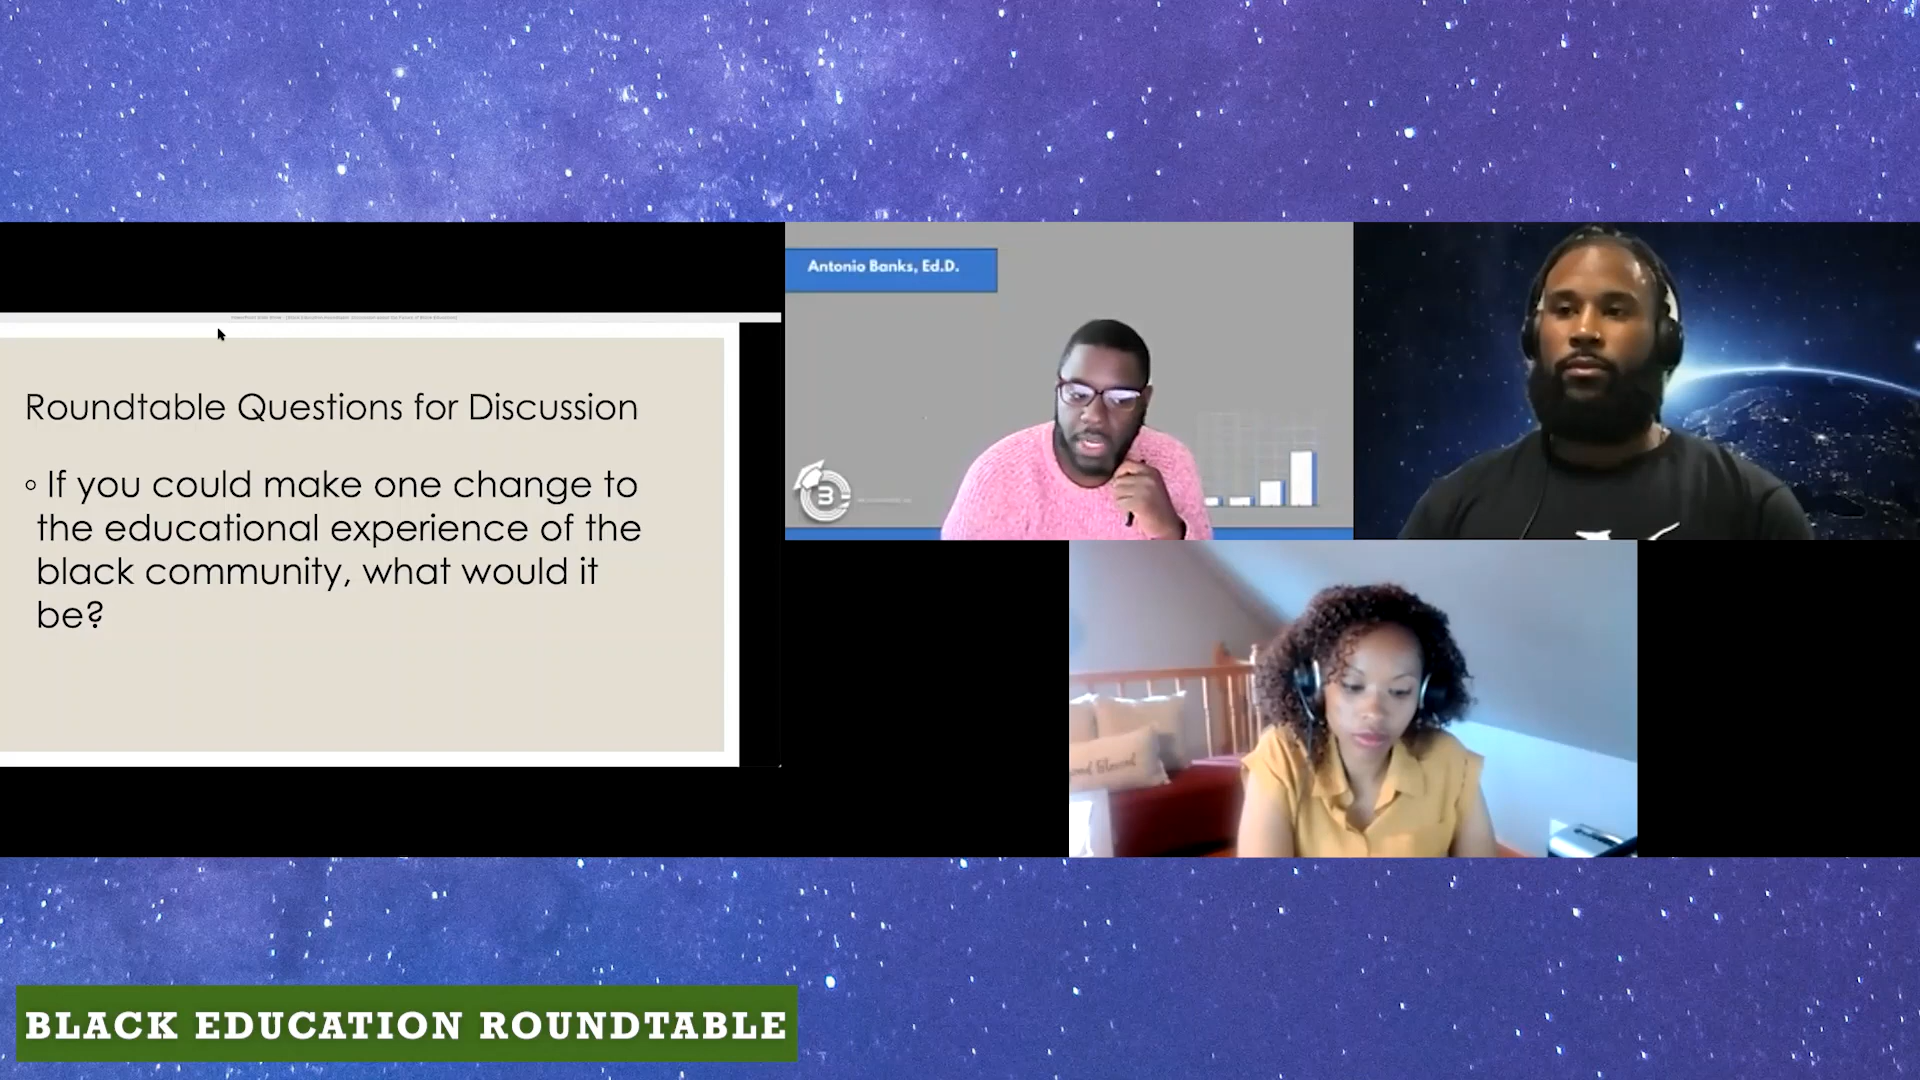 Roundtable Questions for Discussion
◦ If you could make one change to
the educational experience of the
black community, what would it
be?
Antonio Banks, Ed.D.
BLACK EDUCATION ROUNDTABLE